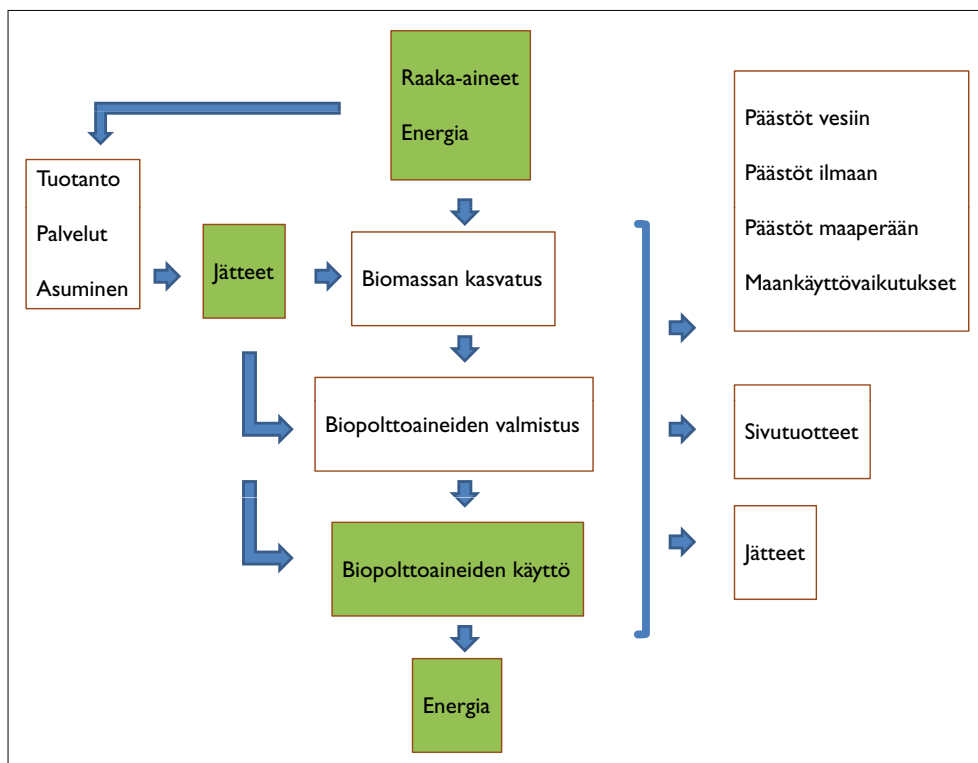 Raaka-aineet
Energia
Tuotanto
Palvelut
Asuminen
Jätteet
Biomassan kasvatus
Biopolttoaineiden valmistus
Biopolttoaineiden käyttö
Energia
Päästöt vesiin
Päästöt ilmaan
Päästöt maaperään
Maankäyttövaikutukset
Sivutuotteet
Jätteet